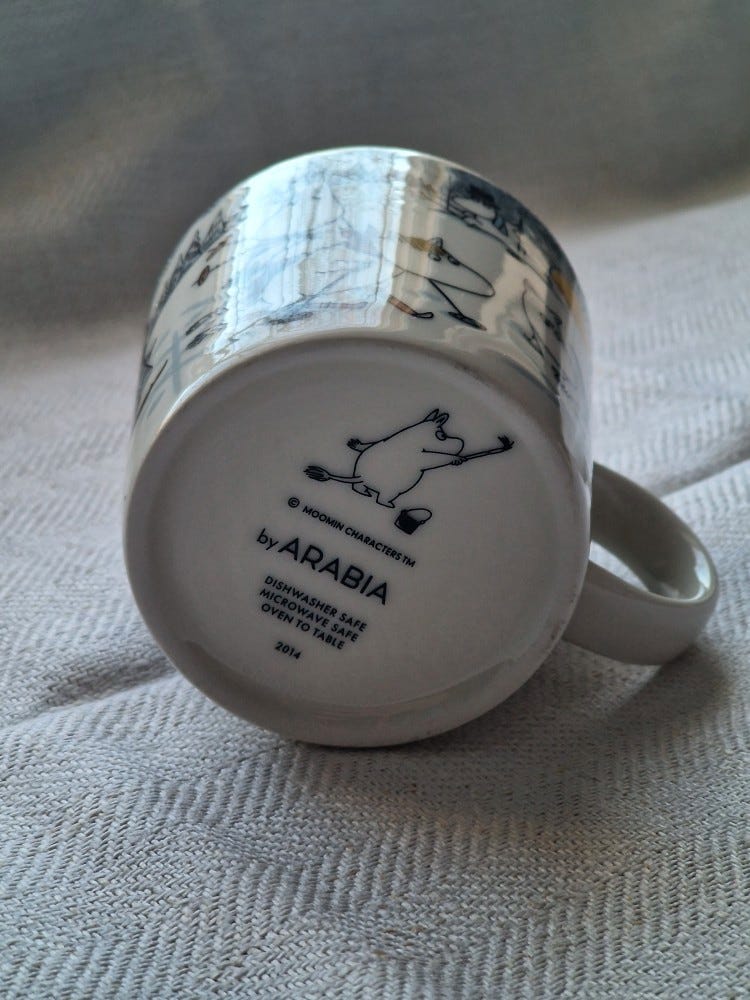 © MOOMIN CHARACTERS™
by ARABIA
DISHWASHER SAFE
MICROWAVE SAFE
OVEN TO TABLE
2014